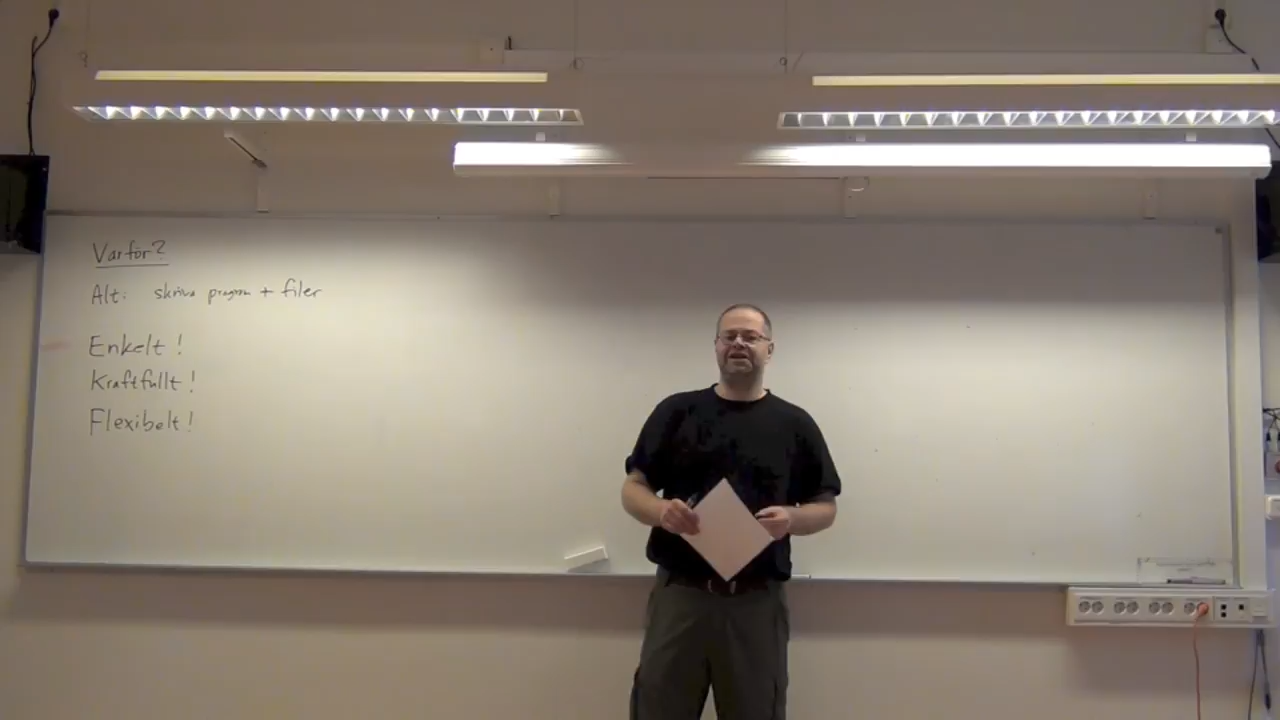 Varför?
Alt: skriva program + filer
Enkelt!
Kraftfullt!
Flexibelt!